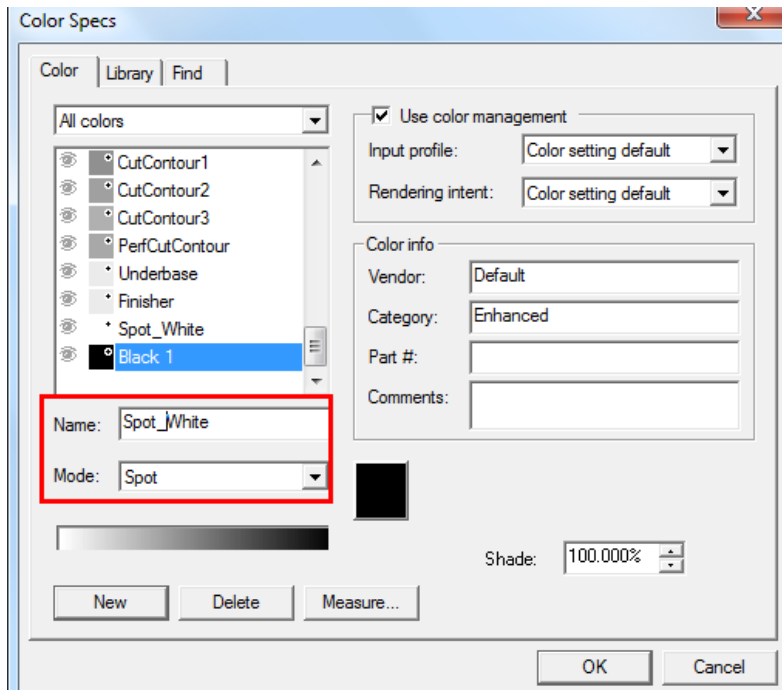 Color Specs
Color Library Find
All colors
CutContour1
CutContour2
CutContour3
PerfCutContour
Underbase
Finisher
Spot_White
Black 1
Name: Spot_White
Mode: Spot
New Delete Measure...
Use color management
Input profile: Color setting default
Rendering intent: Color setting default
Color info
Vendor: Default
Category: Enhanced
Part #:
Comments:
Shade: 100.000%
OK Cancel